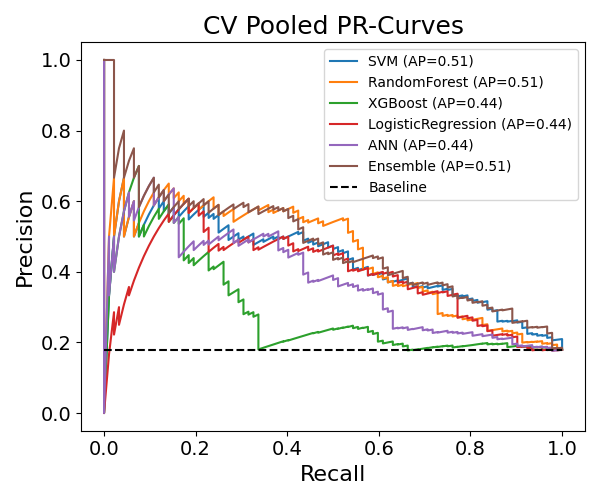 CV Pooled PR-Curves
SVM (AP=0.51)
RandomForest (AP=0.51)
XGBoost (AP=0.44)
LogisticRegression (AP=0.44)
ANN (AP=0.44)
Ensemble (AP=0.51)
Baseline
Precision
1.0
0.8
0.6
0.4
0.2
0.0
0.0 0.2 0.4 0.6 0.8 1.0
Recall